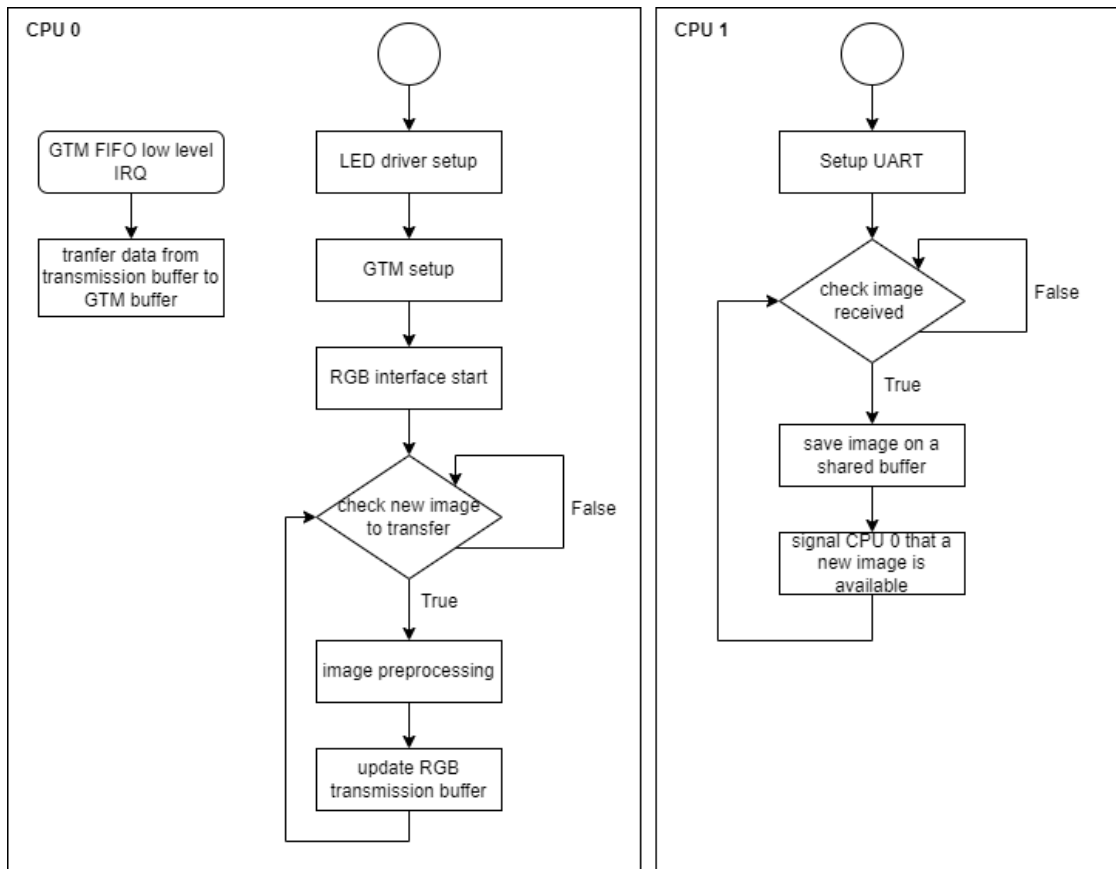 CPU 0
GTM FIFO low level
IRQ
tranfer data from
transmission buffer to
GTM buffer
LED driver setup
GTM setup
RGB interface start
check new image
to transfer
False
True
image preprocessing
update RGB
transmission buffer
CPU 1
Setup UART
check image
received
False
True
save image on a
shared buffer
signal CPU 0 that a
new image is
available